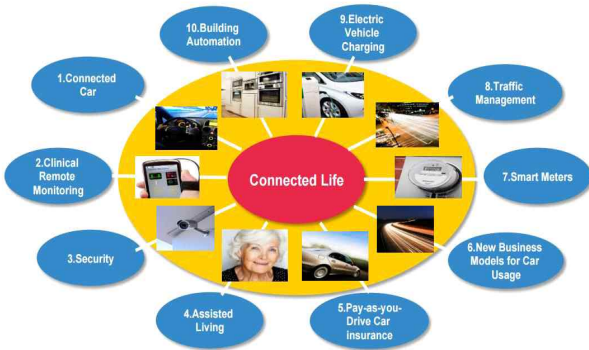 10.Building
Automation
9.Electric
Vehicle
Charging
1.Connected
Car
8.Traffic
Management
2.Clinical
Remote
Monitoring
Connected Life
7.Smart Meters
3.Security
6.New Business
Models for Car
Usage
4.Assisted
Living
5.Pay-as-you-
Drive Car
insurance